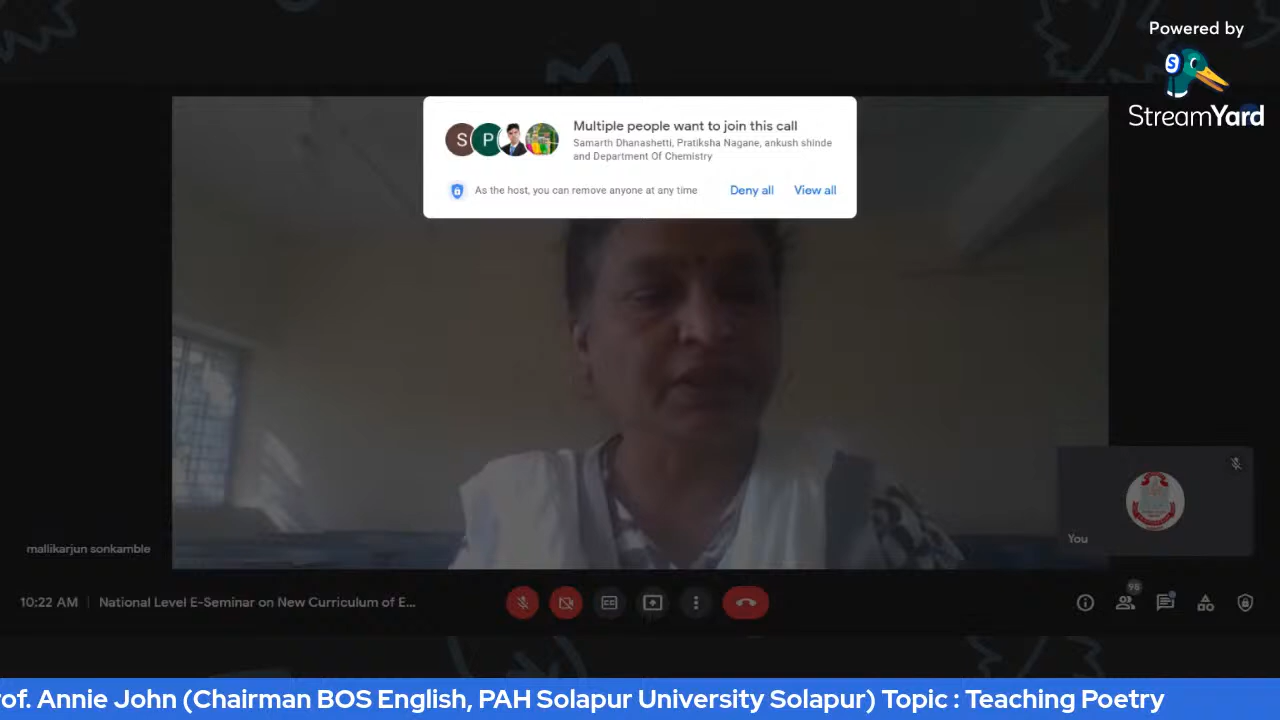 Powered by
StreamYard
S
S P
Multiple people want to join this call
Samarth Dhanashetti, Pratiksha Nagane, ankush shinde
and Department Of Chemistry
As the host, you can remove anyone at any time
Deny all View all
You
mallikarjun sonkamble
98
10:22 AM | National Level E-Seminar on New Curriculum of E...
rof. Annie John (Chairman BOS English, PAH Solapur University Solapur) Topic : Teaching Poetry